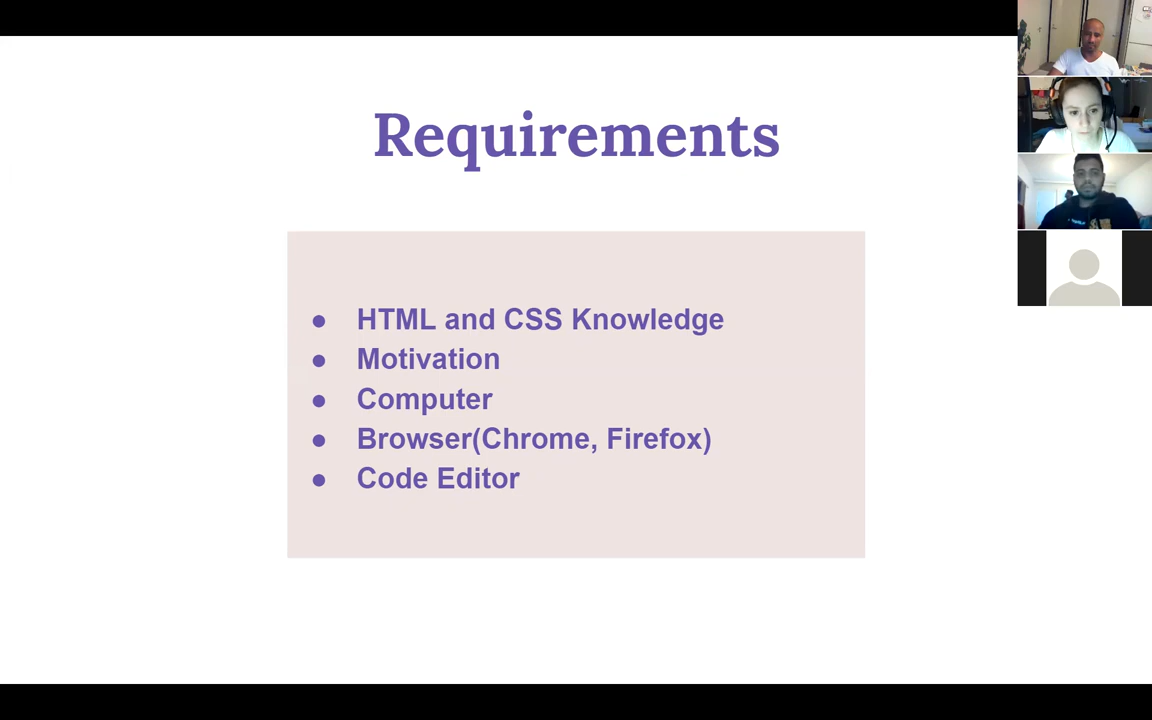 Requirements
● HTML and CSS Knowledge
● Motivation
● Computer
● Browser(Chrome, Firefox)
● Code Editor